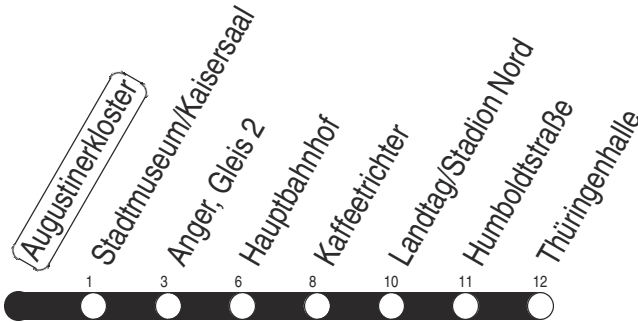 Augustinerkloster
Stadtmuseum/Kaisersaal
Anger, Gleis 2
Hauptbahnhof
Kaffeetrichter
Landtag/Stadion Nord
Humboldtstraße
Thüringenhalle
1 3 6 8 10 11 12